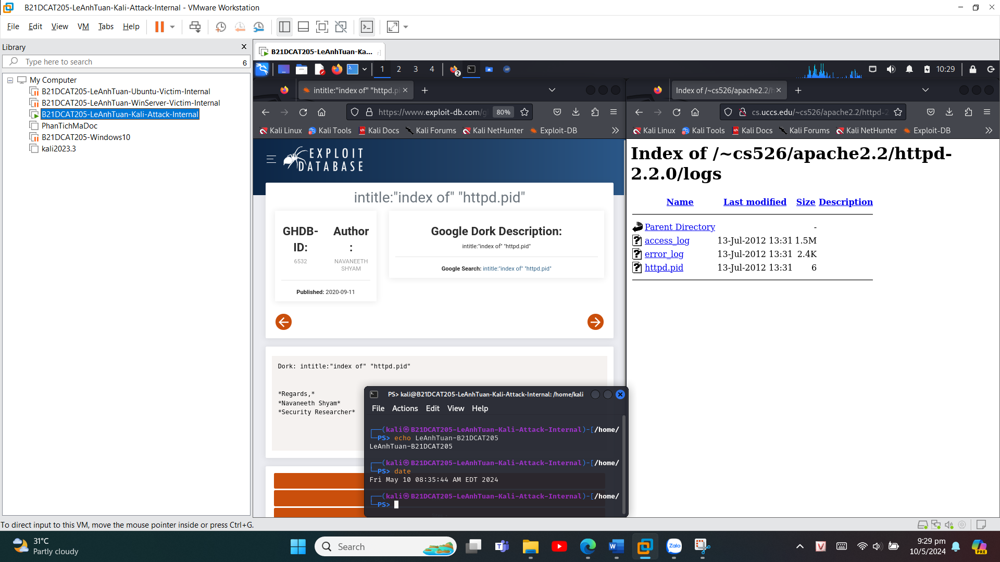 B21DCAT205-LeAnhTuan-Kali-Attack-Internal - VMware Workstation
File Edit View VM Tabs Help
Library
Type here to search
6
My Computer
B21DCAT205-LeAnhTuan-Ubuntu-Victim-Internal
B21DCAT205-LeAnhTuan-WinServer-Victim-Internal
B21DCAT205-LeAnhTuan-Kali-Attack-Internal
PhanTichMaDoc
B21DCAT205-Windows10
kali2023.3
B21DCAT205-LeAnhTuan-Ka...
1 2 3 4
2
10:29
intitle:"index of" "httpd.pi
https://www.exploit-db.com/g
80%
Kali Linux Kali Tools Kali Docs Kali Forums Kali NetHunter Exploit-DB
EXPLOIT
DATABASE
intitle:"index of" "httpd.pid"
GHDB-
ID:
6532
Author
:
NAVANEETH
SHYAM
Published: 2020-09-11
Google Dork Description:
intitle:"index of" "httpd.pid"
Google Search: intitle:"index of" "httpd.pid"
Dork: intitle:"index of" "httpd.pid"
*Regards,*
*Navaneeth Shyam*
*Security Researcher*
Index of /~cs526/apache2.2/h
cs.uccs.edu/~cs526/apache2.2/httpd-2
Kali Linux Kali Tools Kali Docs Kali Forums Kali NetHunter Exploit-DB
Index of /~cs526/apache2.2/httpd-
2.2.0/logs
Name Last modified Size Description
Parent Directory -
access_log 13-Jul-2012 13:31 1.5M
error_log 13-Jul-2012 13:31 2.4K
httpd.pid 13-Jul-2012 13:31 6
PS> kali@B21DCAT205-LeAnhTuan-Kali-Attack-Internal: /home/kali
File Actions Edit View Help
┌──(kali㉿B21DCAT205-LeAnhTuan-Kali-Attack-Internal)-[/home/
└─PS> echo LeAnhTuan-B21DCAT205
LeAnhTuan-B21DCAT205
┌──(kali㉿B21DCAT205-LeAnhTuan-Kali-Attack-Internal)-[/home/
└─PS> date
Fri May 10 08:35:44 AM EDT 2024
┌──(kali㉿B21DCAT205-LeAnhTuan-Kali-Attack-Internal)-[/home/
└─PS>
To direct input to this VM, move the mouse pointer inside or press Ctrl+G.
31°C
Partly cloudy
Search
Zalo
V
9:29 pm
10/5/2024
PRE